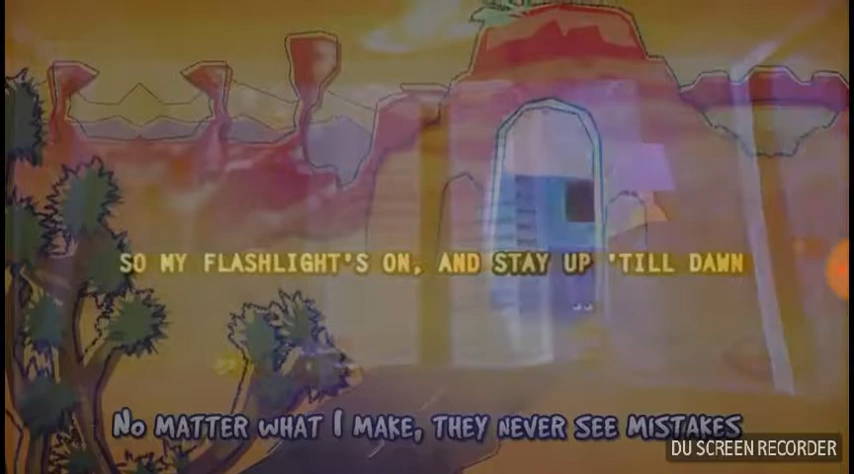 SO MY FLASHLIGHT'S ON, AND STAY UP 'TILL DAWN
NO MATTER WHAT I MAKE, THEY NEVER SEE MISTAKES
DU SCREEN RECORDER